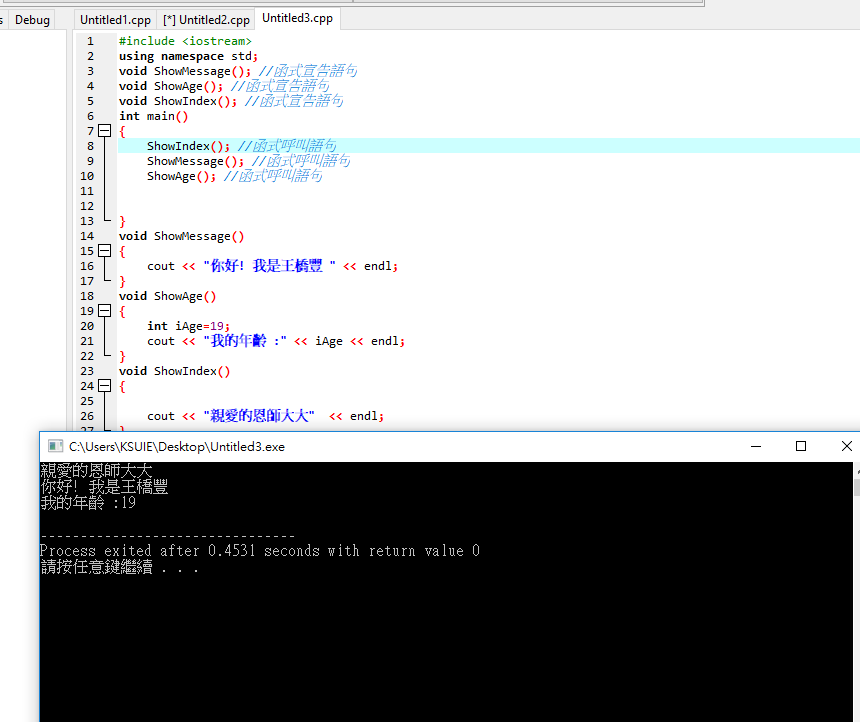 s Debug Untitled1.cpp [*] Untitled2.cpp Untitled3.cpp
1 #include <iostream>
2 using namespace std;
3 void ShowMessage(); //函式宣告語句
4 void ShowAge(); //函式宣告語句
5 void ShowIndex(); //函式宣告語句
6 int main()
7 {
8 ShowIndex(); //函式呼叫語句
9 ShowMessage(); //函式呼叫語句
10 ShowAge(); //函式呼叫語句
11
12
13 }
14 void ShowMessage()
15 {
16 cout << "你好! 我是王橋豐 " << endl;
17 }
18 void ShowAge()
19 {
20 int iAge=19;
21 cout << "我的年齡 :" << iAge << endl;
22 }
23 void ShowIndex()
24 {
25
26 cout << "親愛的恩師大大"  << endl;
27 }
C:\Users\KSUIE\Desktop\Untitled3.exe
親愛的恩師大大
你好! 我是王橋豐
我的年齡 :19
--------------------------------
Process exited after 0.4531 seconds with return value 0
請按任意鍵繼續 . . .